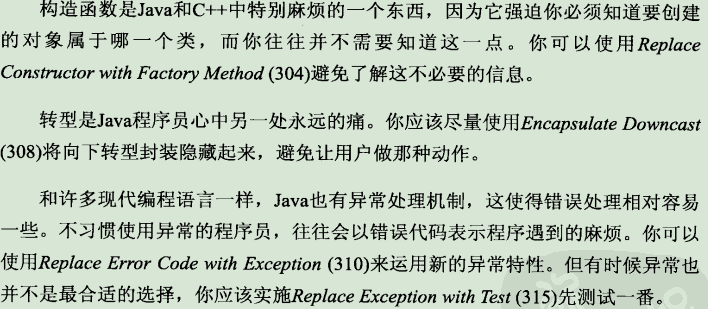 构造函数是Java和C++中特别麻烦的一个东西，因为它强迫你必须知道要创建
的对象属于哪一个类，而你往往并不需要知道这一点。你可以使用Replace
Constructor with Factory Method (304)避免了解这不必要的信息。
转型是Java程序员心中另一处永远的痛。你应该尽量使用Encapsulate Downcast
(308)将向下转型封装隐藏起来，避免让用户做那种动作。
和许多现代编程语言一样，Java也有异常处理机制，这使得错误处理相对容易
一些。不习惯使用异常的程序员，往往会以错误代码表示程序遇到的麻烦。你可以
使用Replace Error Code with Exception (310)来运用新的异常特性。但有时候异常也
并不是最合适的选择，你应该实施Replace Exception with Test (315)先测试一番。